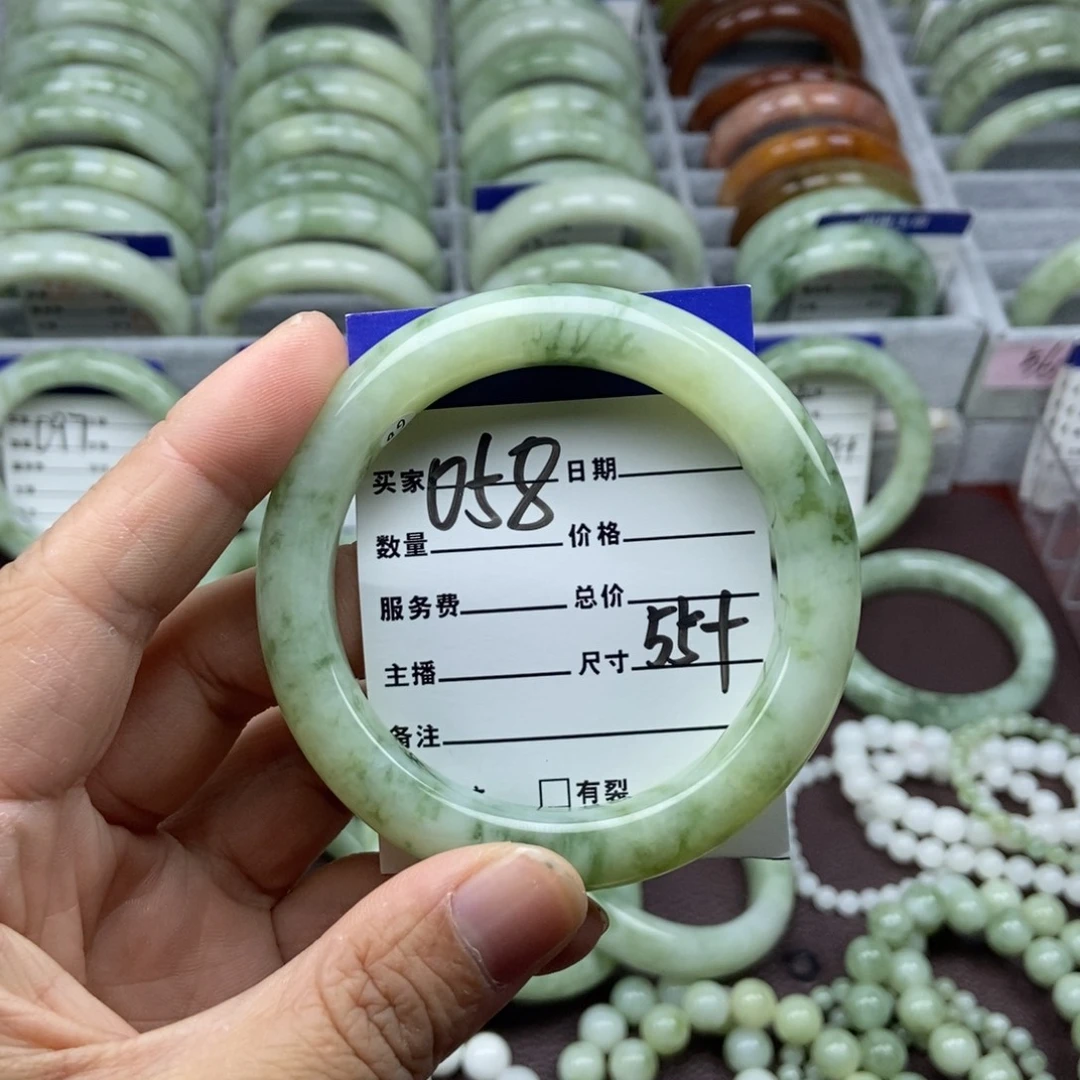 买家 058 日期
数量 价格
服务费 总价
主播 尺寸 55+
备注
有裂
097